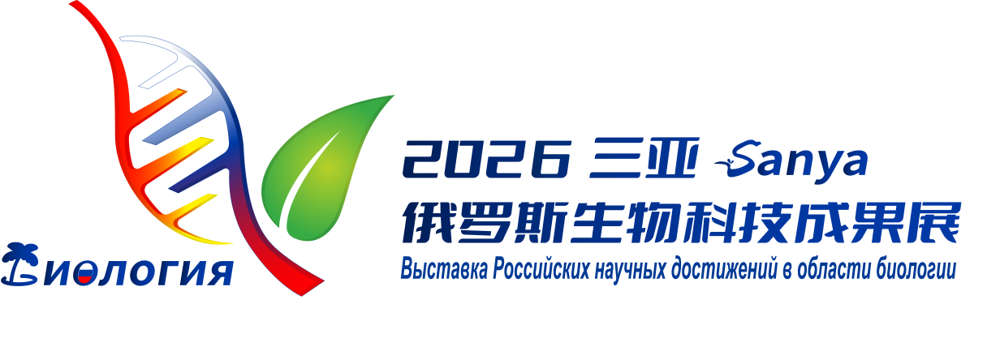 2026 三亚 Sanya
俄罗斯生物科技成果展
Выставка Российских научных достижений в области биологии
Биология